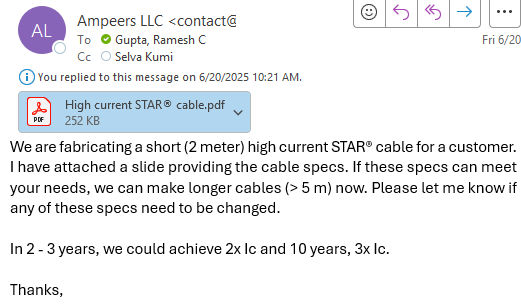 AL
Ampeers LLC <contact@
To Gupta, Ramesh C
Cc Selva Kumi
Fri 6/20
You replied to this message on 6/20/2025 10:21 AM.
PDF
High current STAR® cable.pdf
252 KB
We are fabricating a short (2 meter) high current STAR® cable for a customer.
I have attached a slide providing the cable specs. If these specs can meet
your needs, we can make longer cables (> 5 m) now. Please let me know if
any of these specs need to be changed.
In 2 - 3 years, we could achieve 2x Ic and 10 years, 3x Ic.
Thanks,